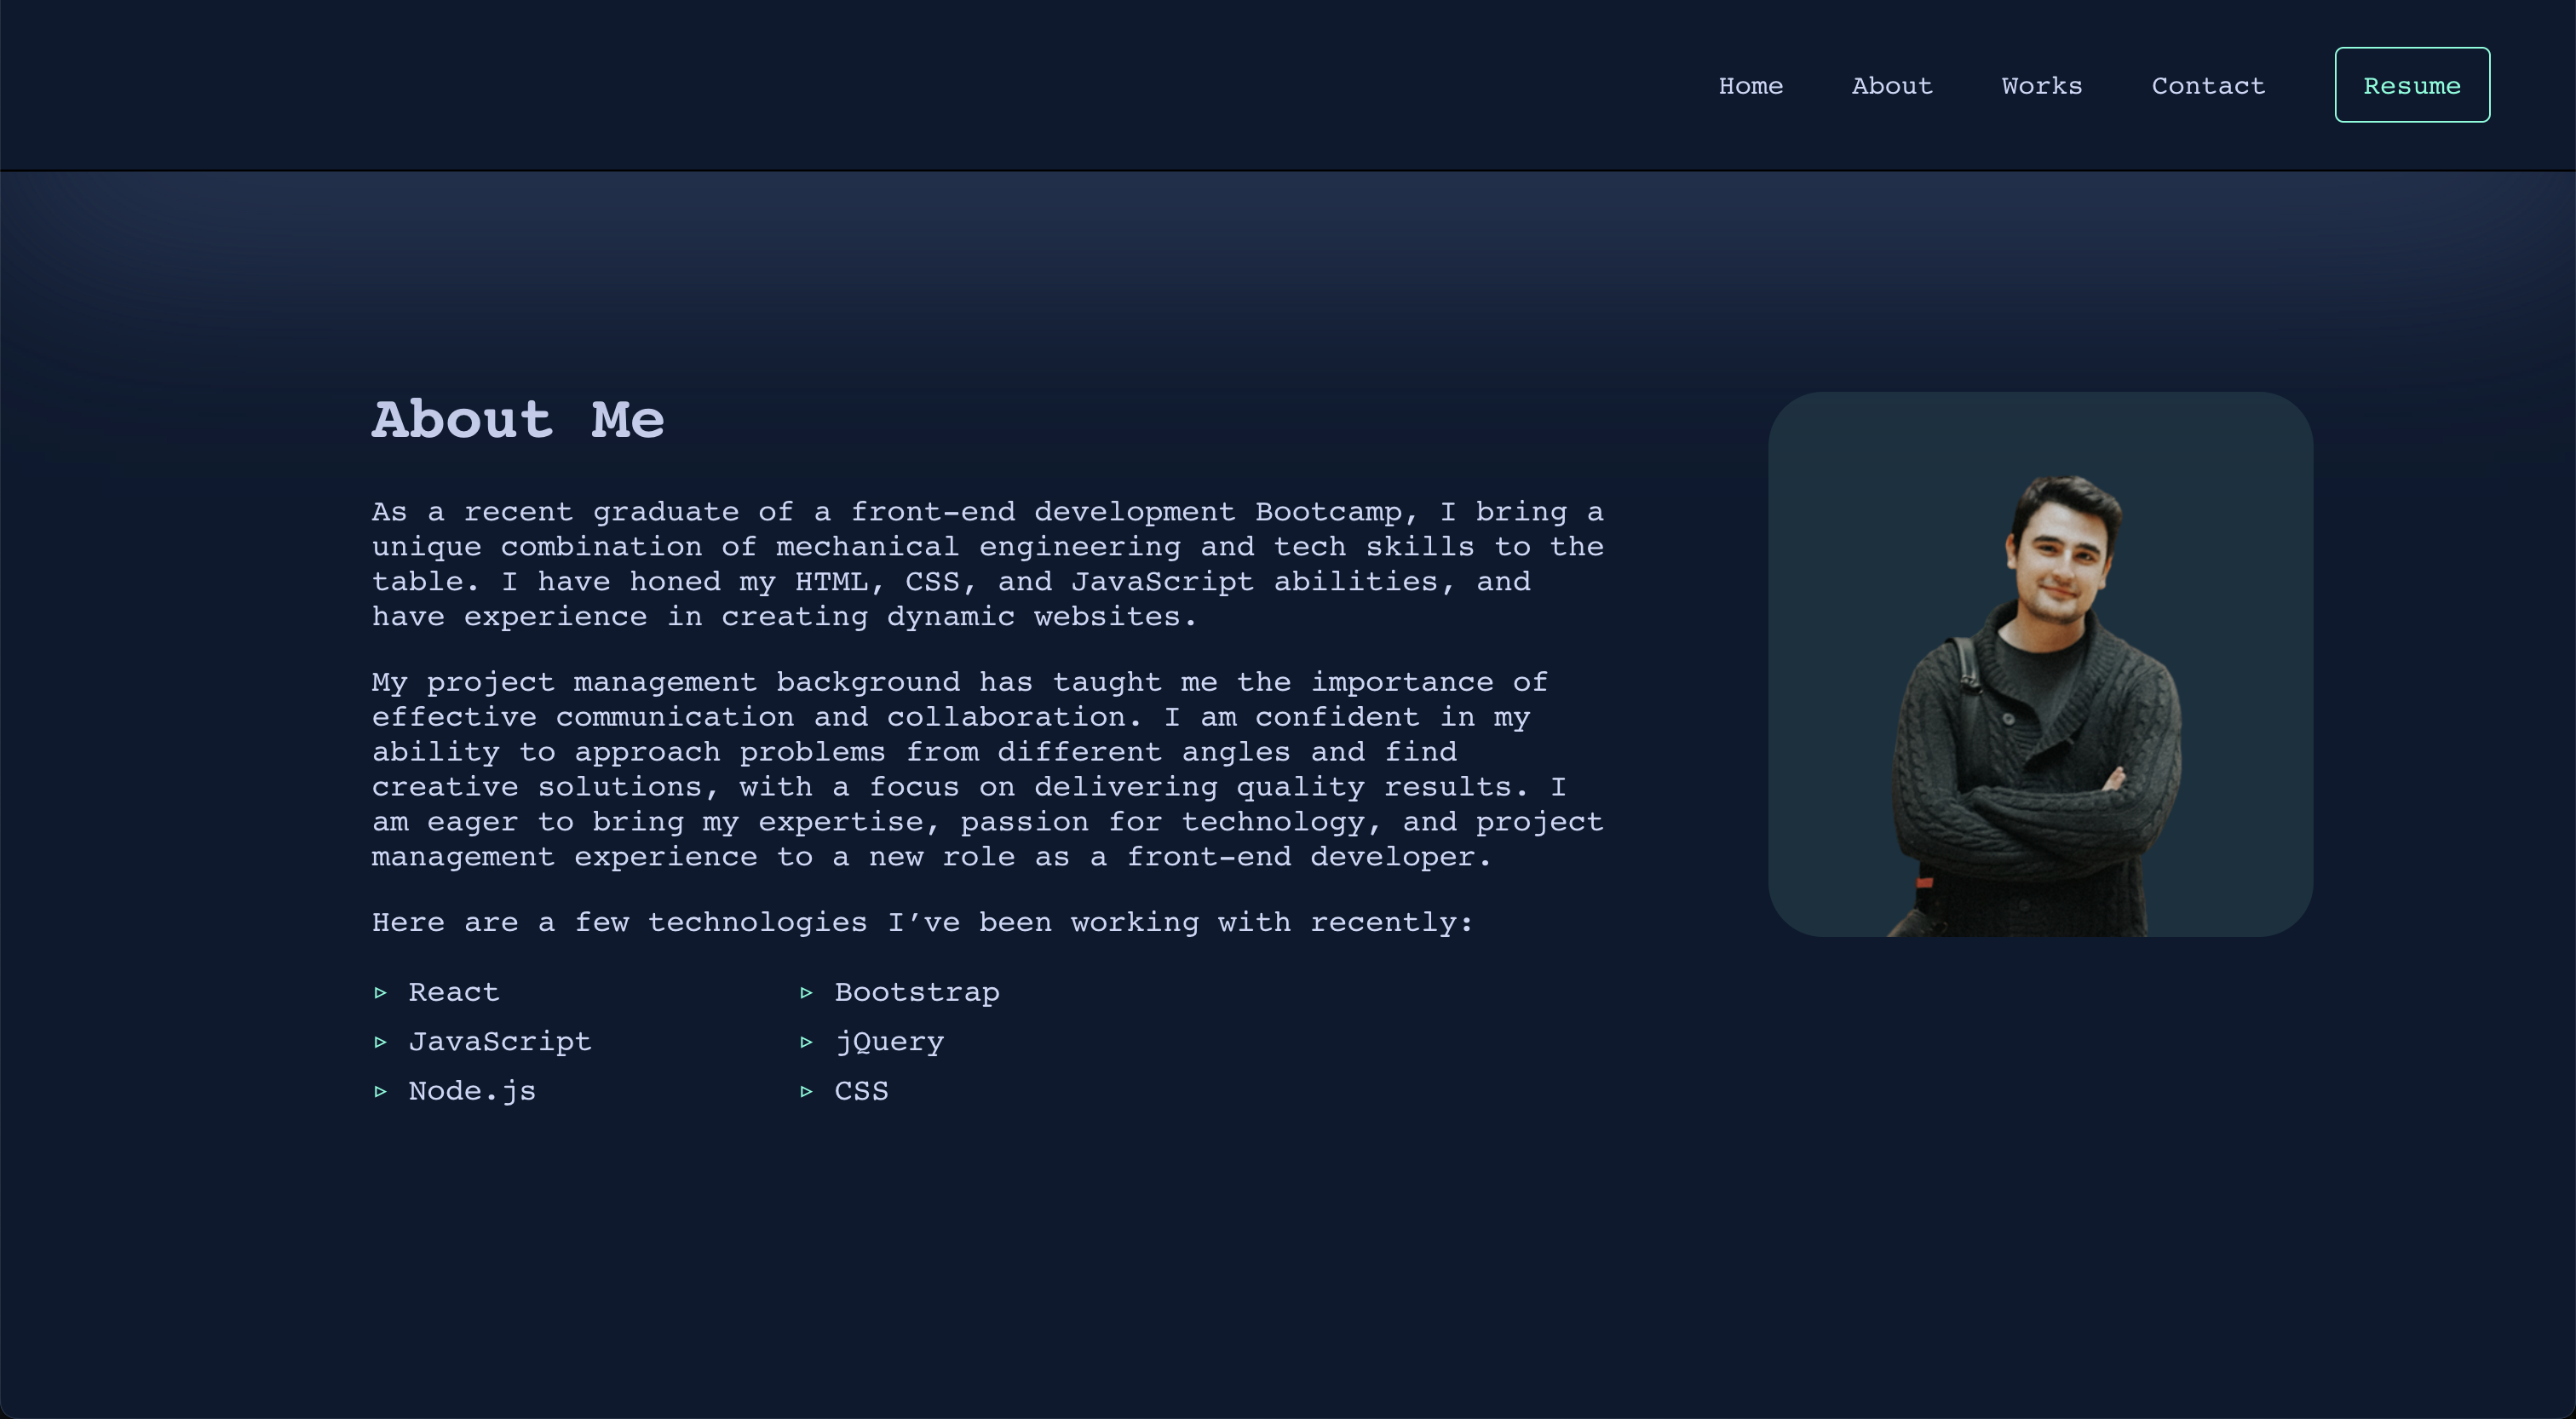 Home About Works Contact Resume
About Me
As a recent graduate of a front-end development Bootcamp, I bring a
unique combination of mechanical engineering and tech skills to the
table. I have honed my HTML, CSS, and JavaScript abilities, and
have experience in creating dynamic websites.
My project management background has taught me the importance of
effective communication and collaboration. I am confident in my
ability to approach problems from different angles and find
creative solutions, with a focus on delivering quality results. I
am eager to bring my expertise, passion for technology, and project
management experience to a new role as a front-end developer.
Here are a few technologies I’ve been working with recently:
▹ React
▹ JavaScript
▹ Node.js
▹ Bootstrap
▹ jQuery
▹ CSS